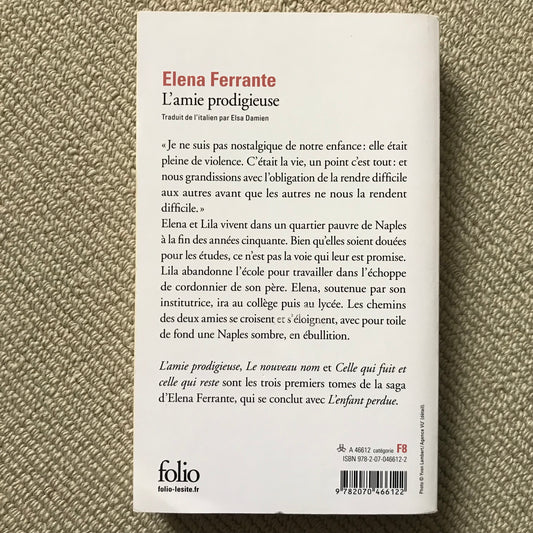 Elena Ferrante
L'amie prodigieuse
Traduit de l'italien par Elsa Damien
« Je ne suis pas nostalgique de notre enfance : elle était
pleine de violence. C'était la vie, un point c'est tout : et
nous grandissions avec l'obligation de la rendre difficile
aux autres avant que les autres ne nous la rendent
difficile. »
Elena et Lila vivent dans un quartier pauvre de Naples
à la fin des années cinquante. Bien qu'elles soient douées
pour les études, ce n'est pas la voie qui leur est promise.
Lila abandonne l'école pour travailler dans l'échoppe
de cordonnier de son père. Elena, soutenue par son
institutrice, ira au collège puis au lycée. Les chemins
des deux amies se croisent et s'éloignent, avec pour toile
de fond une Naples sombre, en ébullition.
L'amie prodigieuse, Le nouveau nom et Celle qui fuit et
celle qui reste sont les trois premiers tomes de la saga
d'Elena Ferrante, qui se conclut avec L'enfant perdue.
folio
folio-lesite.fr
A 46612 catégorie F8
ISBN 978-2-07-046612-2
9 782070 466122
Photo © Yvon Lambert / Agence VU' (détail).